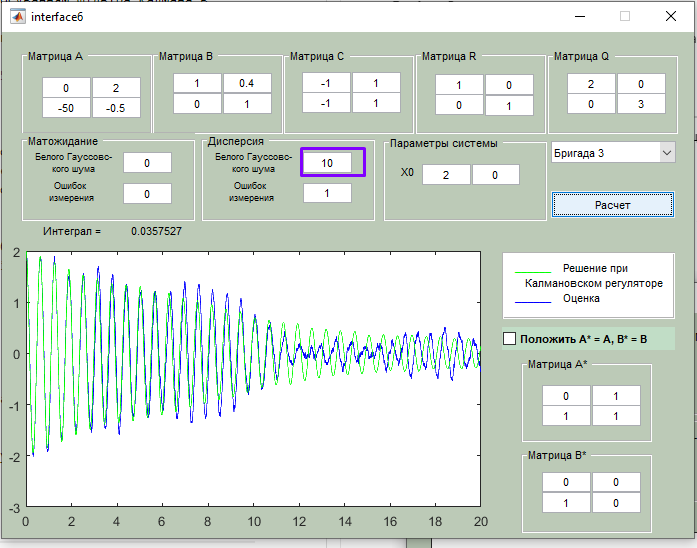 interface6
Матрица A
Матрица B
Матрица C
Матрица R
Матрица Q
0 2
-50 -0.5
1 0.4
0 1
-1 1
-1 1
1 0
0 1
2 0
0 3
Матожидание
Белого Гауссовс-
кого шума
0
Ошибок
измерения
0
Дисперсия
Белого Гауссовс-
кого шума
10
Ошибок
измерения
1
Параметры системы
X0
2 0
Бригада 3
Расчет
Интеграл = 0.0357527
2
1
0
-1
-2
-3
0 2 4 6 8 10 12 14 16 18 20
Решение при
Калмановском регуляторе
Оценка
Положить A* = A, B* = B
Матрица A*
0 1
1 1
Матрица B*
0 0
1 0